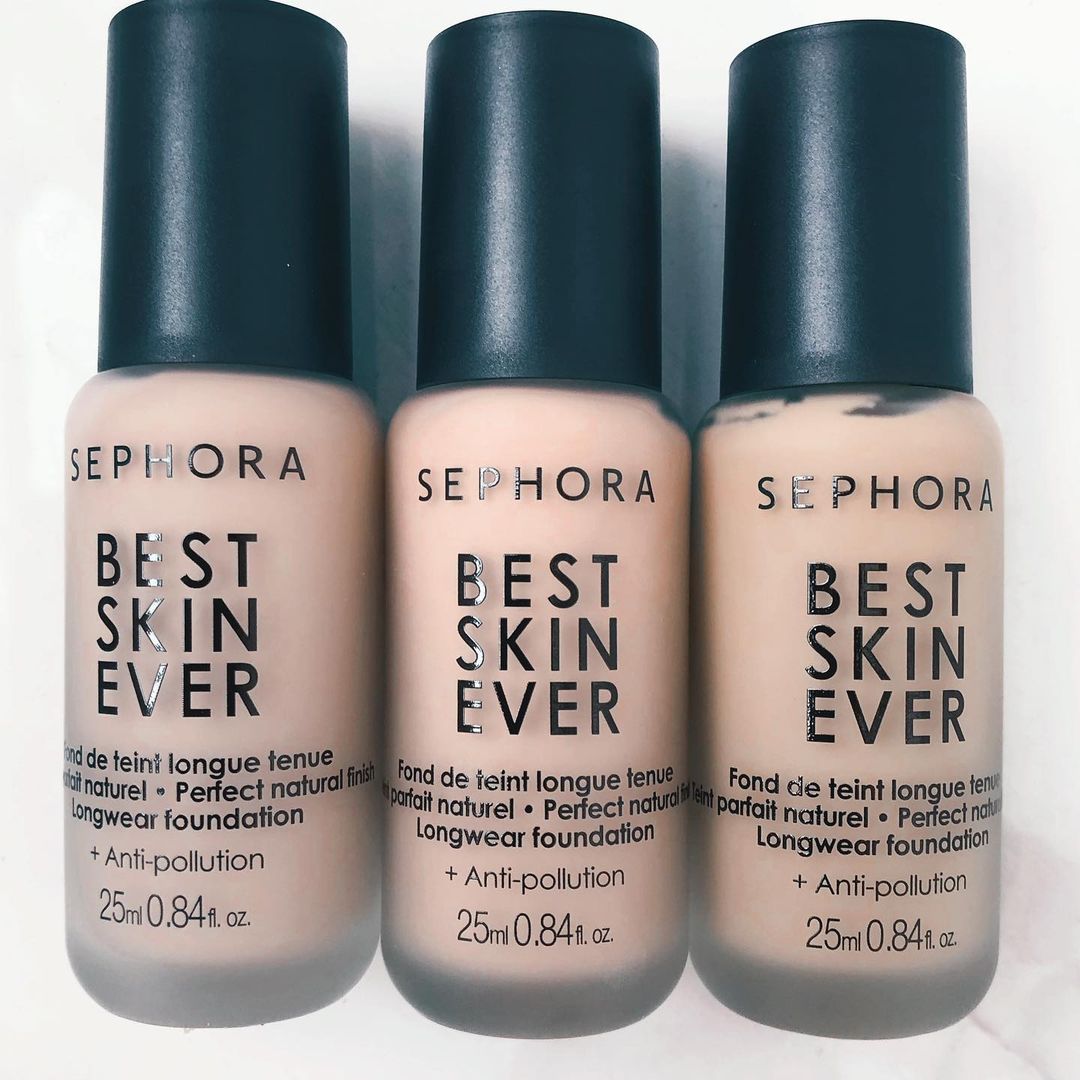 SEPHORA
BEST
SKIN
EVER
de teint longue tenue
naturel • Perfect natural finish
Longwear foundation
+ Anti-pollution
25ml 0.84fl. oz.
SEPHORA
BEST
SKIN
EVER
Fond de teint longue tenue
parfait naturel • Perfect natural
Longwear foundation
+ Anti-pollution
25ml 0.84fl. oz.
SEPHORA
BEST
SKIN
EVER
Fond de teint longue tenue
Teint parfait naturel • Perfect
Longwear foundation
+ Anti-pollution
25ml 0.84fl. oz.